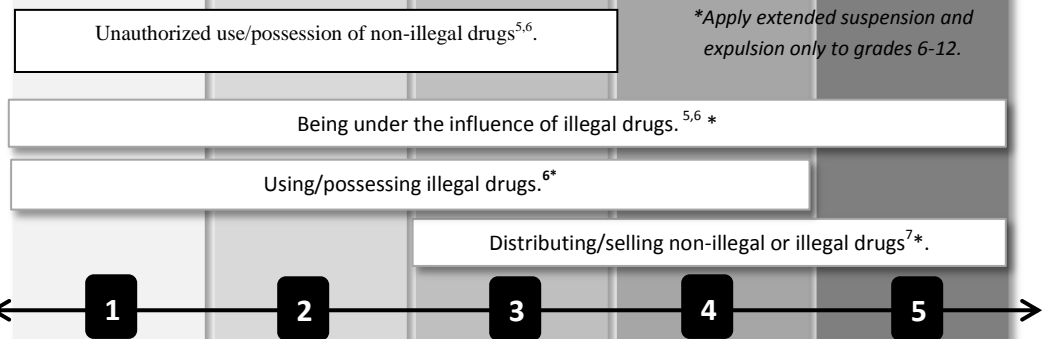 Unauthorized use/possession of non-illegal drugs5,6.
*Apply extended suspension and
expulsion only to grades 6-12.
Being under the influence of illegal drugs. 5,6 *
Using/possessing illegal drugs.6*
Distributing/selling non-illegal or illegal drugs7*.
1 2 3 4 5